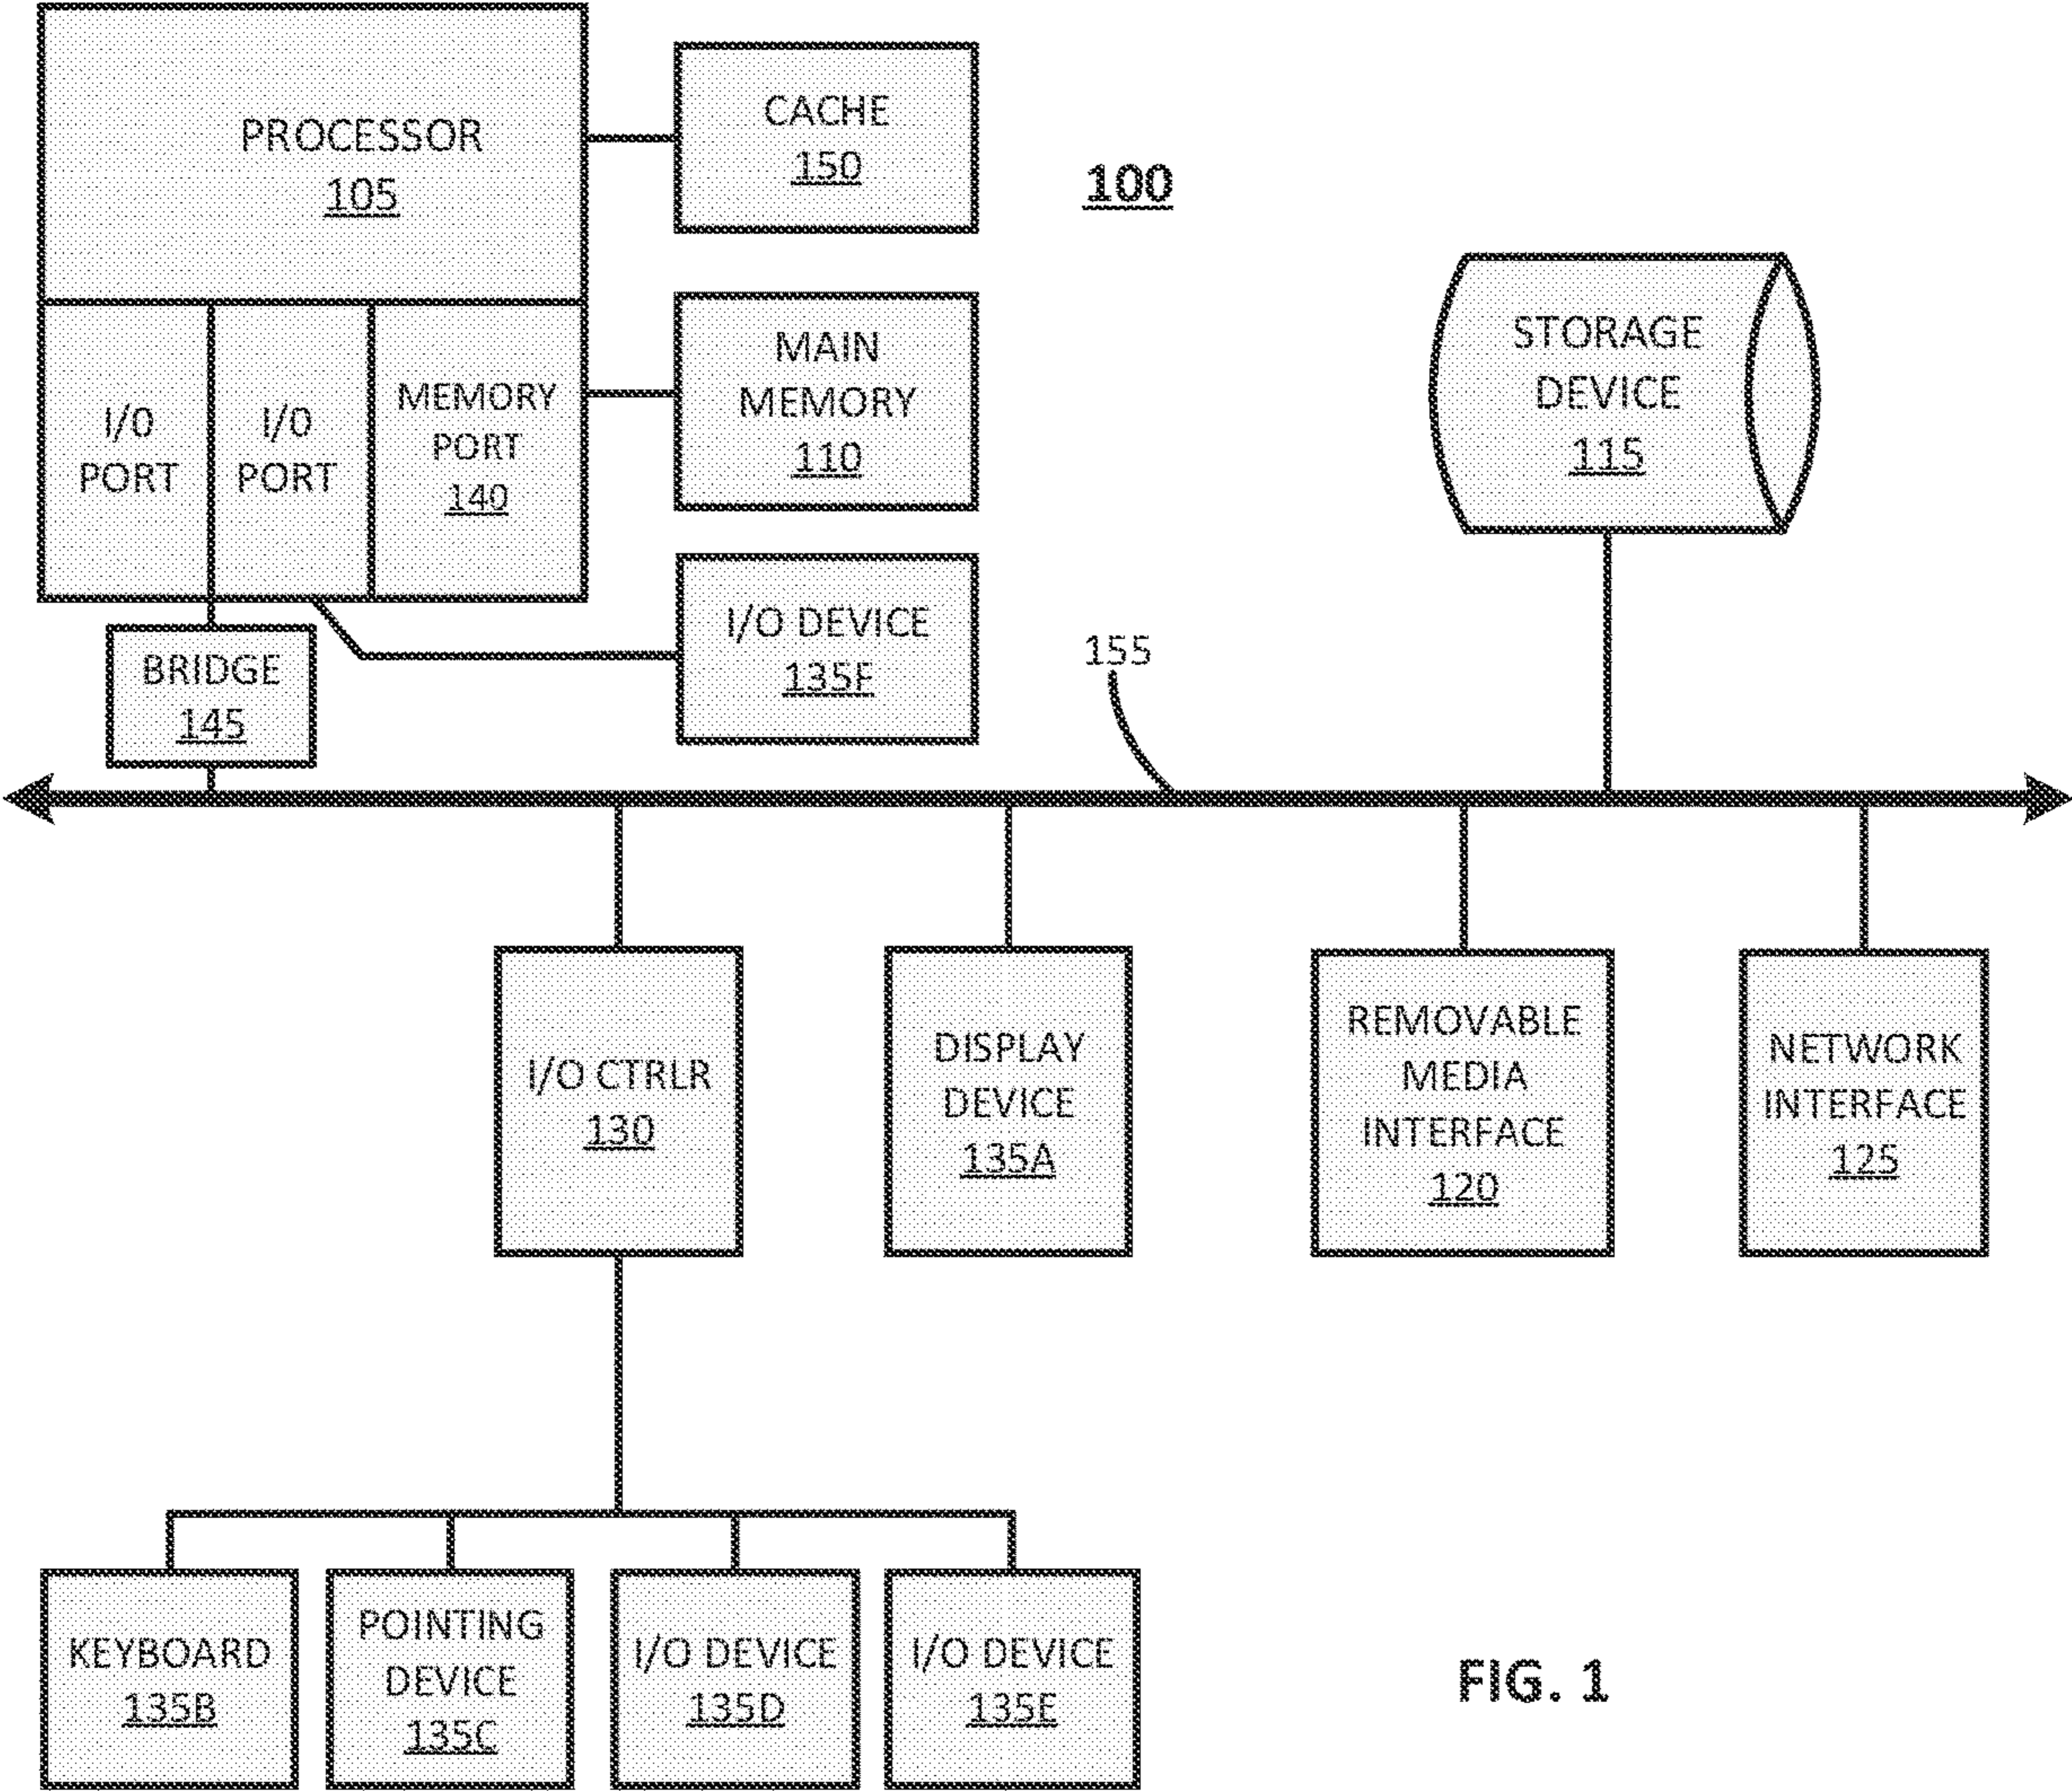 PROCESSOR
105
CACHE
150
100
I/O
PORT
I/O
PORT
MEMORY
PORT
140
MAIN
MEMORY
110
STORAGE
DEVICE
115
I/O DEVICE
135F
BRIDGE
145
155
I/O CTRLR
130
DISPLAY
DEVICE
135A
REMOVABLE
MEDIA
INTERFACE
120
NETWORK
INTERFACE
125
KEYBOARD
135B
POINTING
DEVICE
135C
I/O DEVICE
135D
I/O DEVICE
135E
FIG. 1